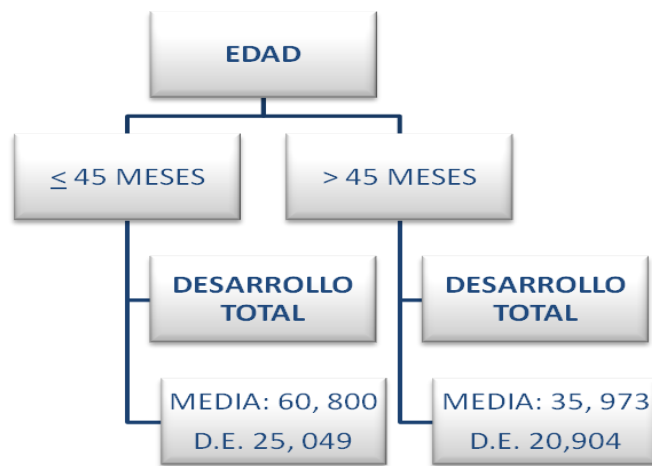 EDAD
≤ 45 MESES
> 45 MESES
DESARROLLO
TOTAL
DESARROLLO
TOTAL
MEDIA: 60, 800
D.E. 25, 049
MEDIA: 35, 973
D.E. 20,904